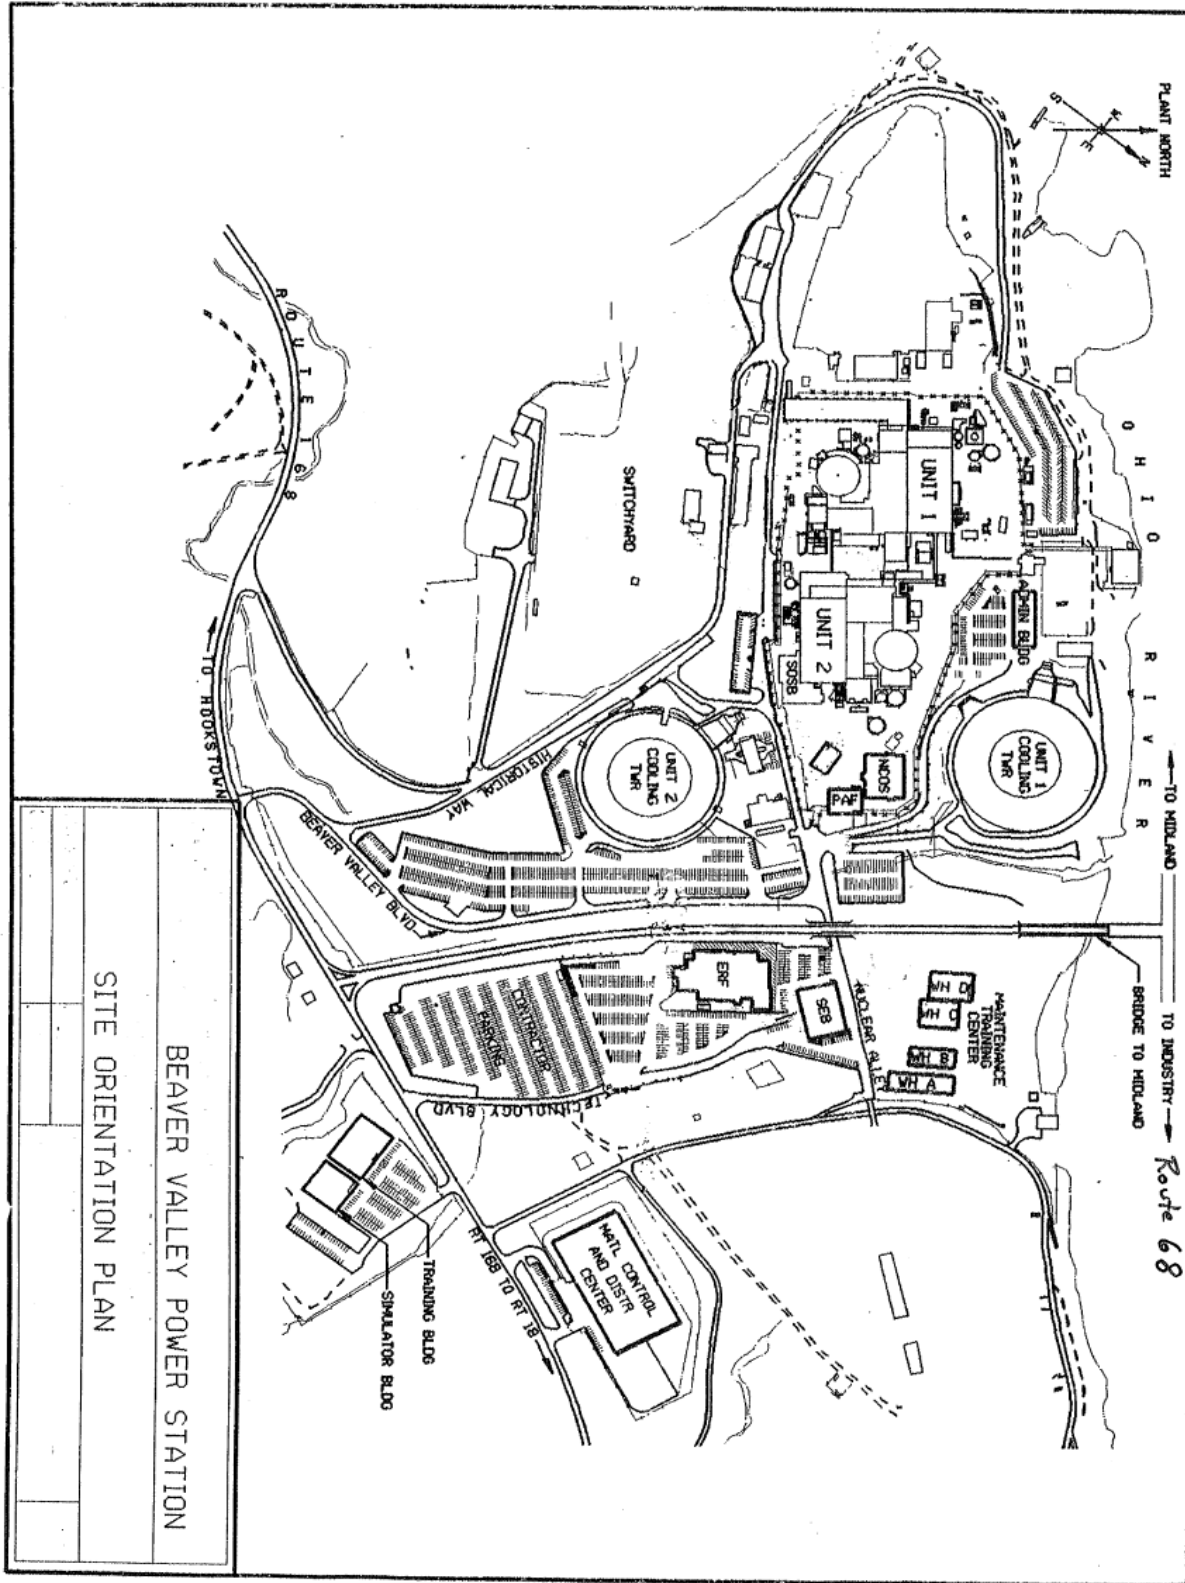 PLANT NORTH
S
W
E
N
OHIO RIVER
TO MIDLAND
TO INDUSTRY
Route 68
BRIDGE TO MIDLAND
ROUTE 168
SWITCHYARD
UNIT 1
UNIT 2
SOSB
ADMIN BLDG
UNIT 1
COOLING
TWR
UNIT 2
COOLING
TWR
NCOS
PAF
TO HOOKSTOWN
HISTORICAL WAY
BEAVER VALLEY BLVD.
MAINTENANCE
TRAINING
CENTER
WH D
WH C
WH B
WH A
ERF
SEB
NUCLEAR ALLEY
CONTRACTOR
PARKING
TECHNOLOGY BLVD
MATL CONTROL
AND DISTR
CENTER
RT 168 TO RT 18
TRAINING BLDG
SIMULATOR BLDG
BEAVER VALLEY POWER STATION
SITE ORIENTATION PLAN